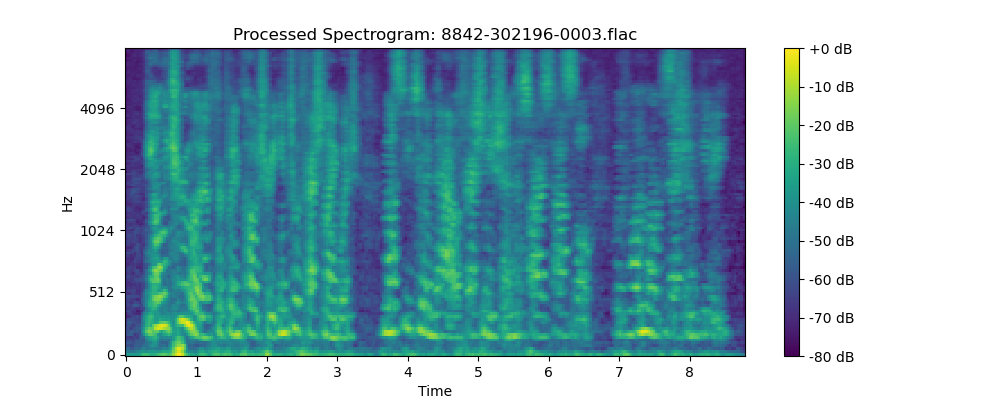 Processed Spectrogram: 8842-302196-0003.flac
Hz
4096
2048
1024
512
0
0 1 2 3 4 5 6 7 8
Time
+0 dB
-10 dB
-20 dB
-30 dB
-40 dB
-50 dB
-60 dB
-70 dB
-80 dB